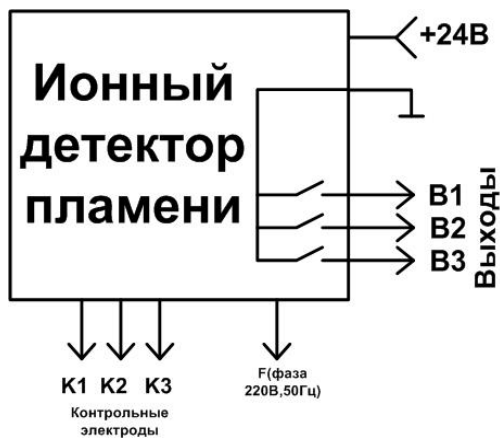 Ионный
детектор
пламени
+24В
В1
В2
В3
Выходы
К1 К2 К3
Контрольные
электроды
F(фаза
220В,50Гц)